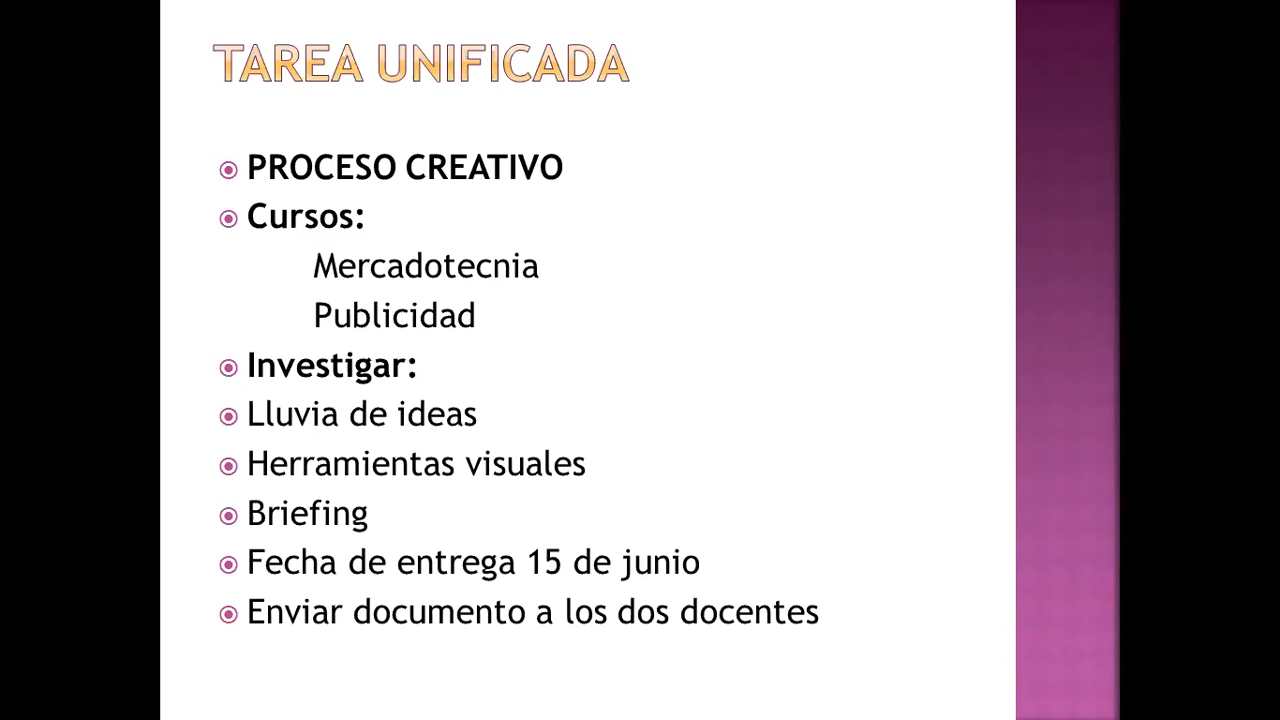 TAREA UNIFICADA
PROCESO CREATIVO
Cursos:
Mercadotecnia
Publicidad
Investigar:
Lluvia de ideas
Herramientas visuales
Briefing
Fecha de entrega 15 de junio
Enviar documento a los dos docentes